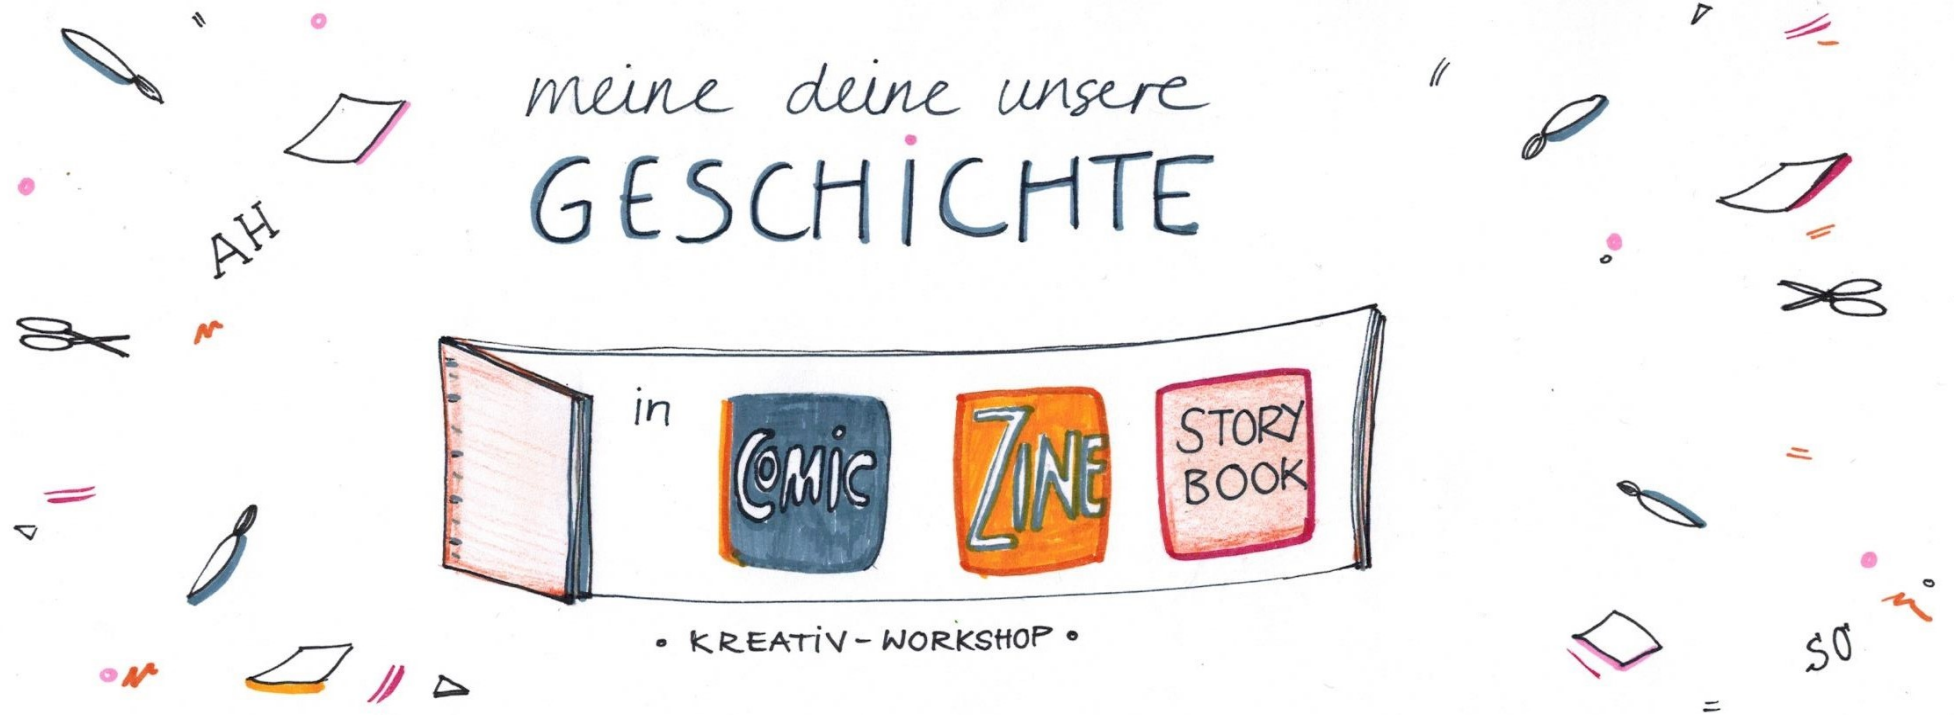 meine deine unsere
GESCHiCHTE
AH
in COMiC ZiNE STORY
BOOK
• KREATiV-WORKSHOP •
SO